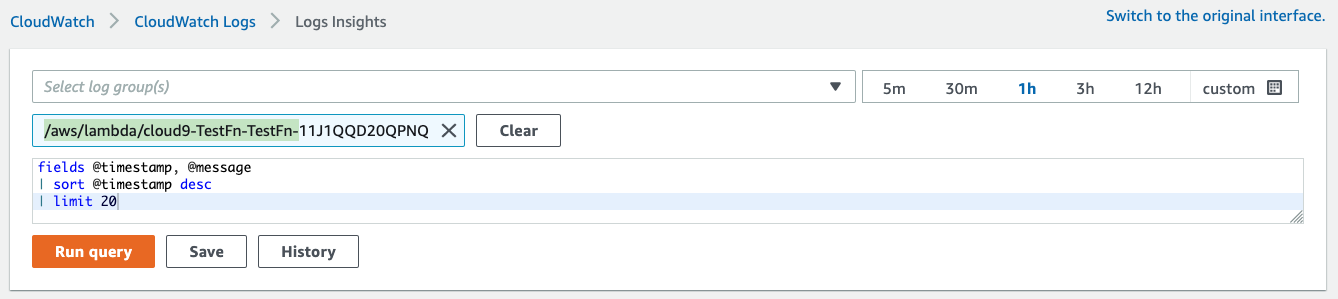 CloudWatch > CloudWatch Logs > Logs Insights
Switch to the original interface.
Select log group(s)
5m 30m 1h 3h 12h custom
/aws/lambda/cloud9-TestFn-TestFn-11J1QQD20QPNQ
Clear
fields @timestamp, @message
| sort @timestamp desc
| limit 20
Run query Save History